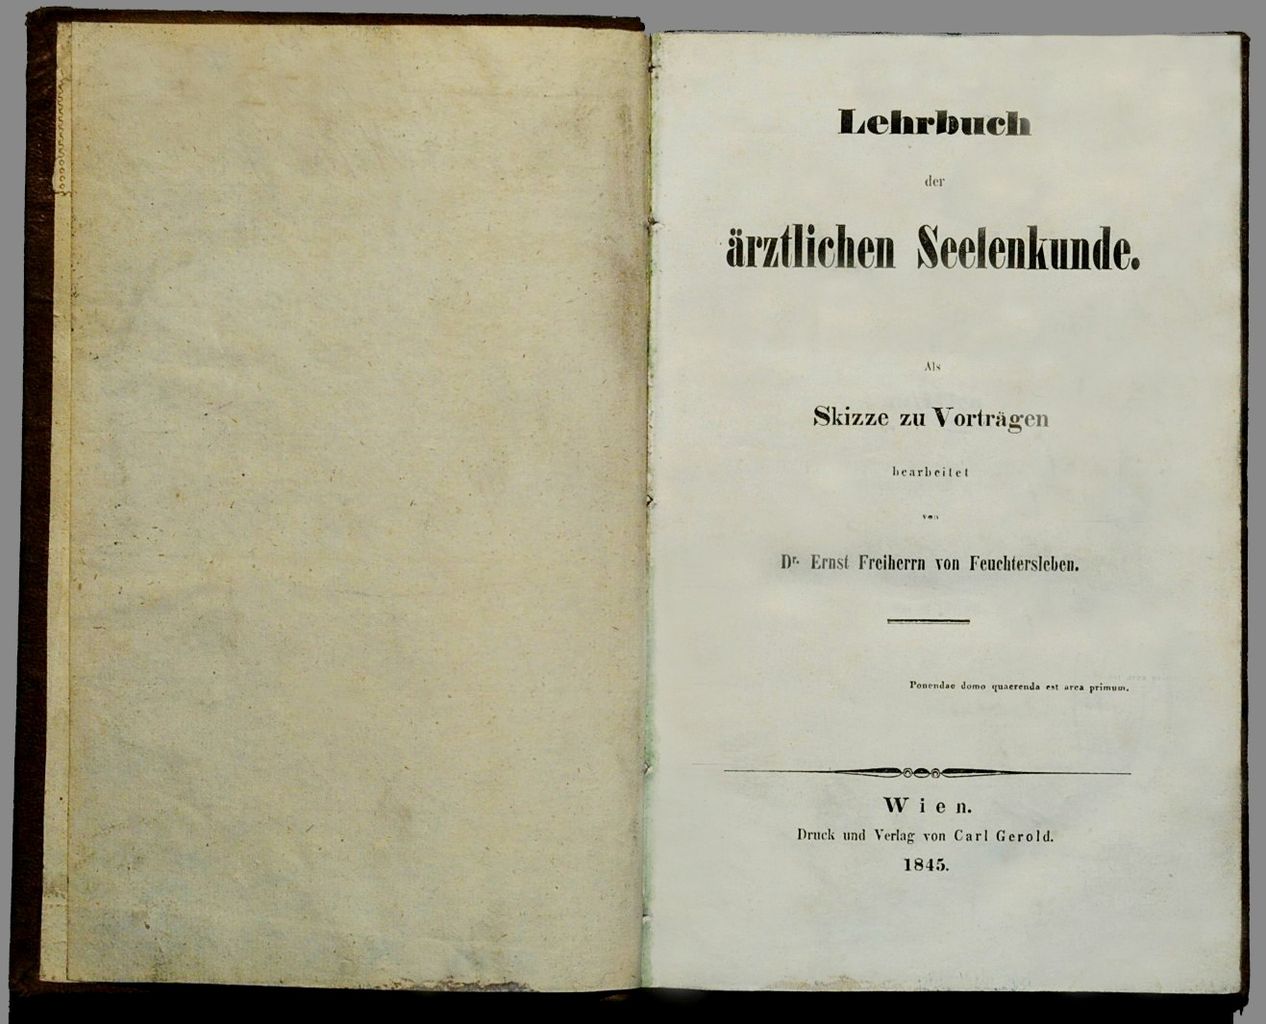 Lehrbuch
der
ärztlichen Seelenkunde.
Als
Skizze zu Vorträgen
bearbeitet
von
Dr. Ernst Freiherrn von Feuchtersleben.
Ponendae domo quaerenda est area primum.
Wien.
Druck und Verlag von Carl Gerold.
1845.